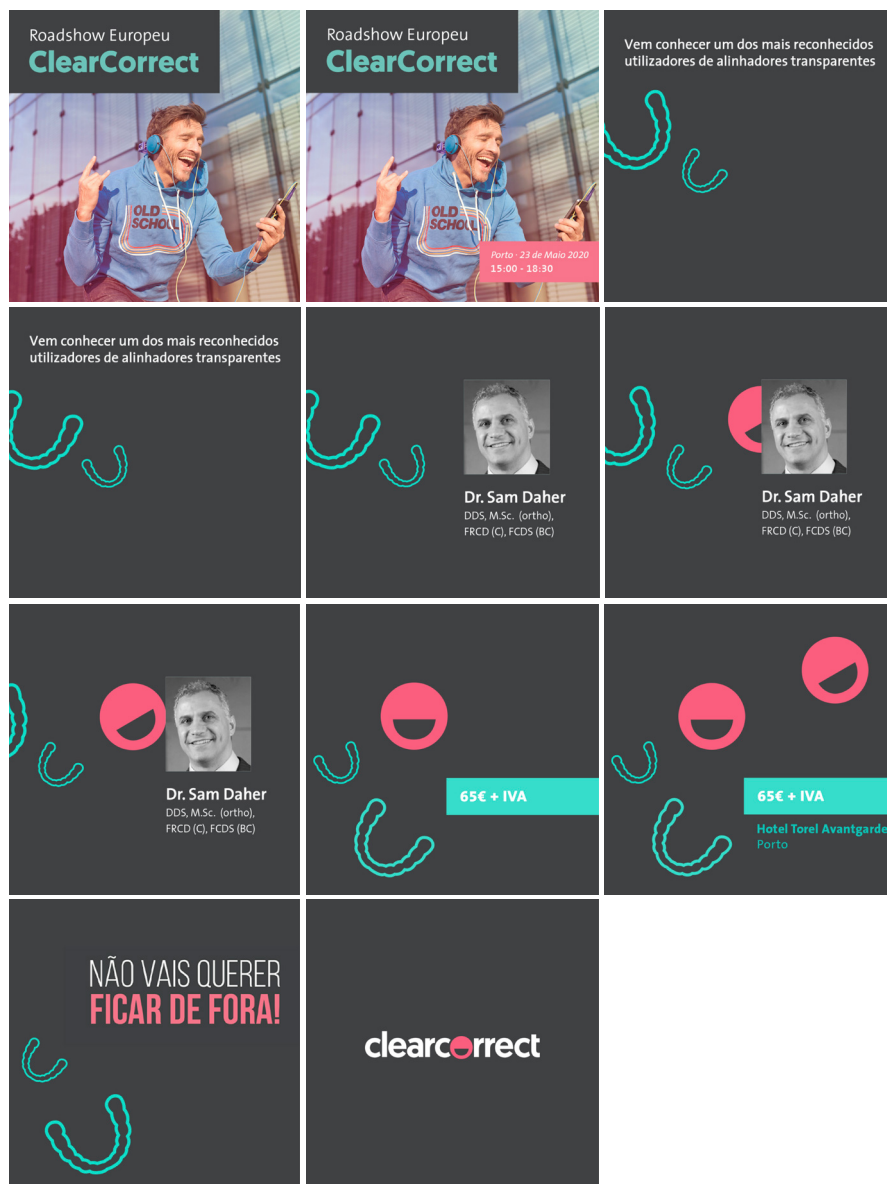 Roadshow Europeu
ClearCorrect
OLD
SCHOOL
Roadshow Europeu
ClearCorrect
OLD
SCHOOL
Porto · 23 de Maio 2020
15:00 - 18:30
Vem conhecer um dos mais reconhecidos
utilizadores de alinhadores transparentes
Vem conhecer um dos mais reconhecidos
utilizadores de alinhadores transparentes
Dr. Sam Daher
DDS, M.Sc. (ortho),
FRCD (C), FCDS (BC)
Dr. Sam Daher
DDS, M.Sc. (ortho),
FRCD (C), FCDS (BC)
Dr. Sam Daher
DDS, M.Sc. (ortho),
FRCD (C), FCDS (BC)
65€ + IVA
65€ + IVA
Hotel Torel Avantgarde
Porto
NÃO VAIS QUERER
FICAR DE FORA!
clearcorrect